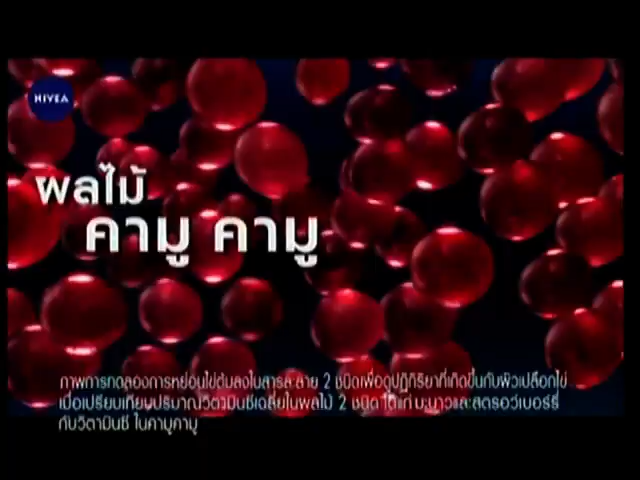 NIVEA
ผลไม้
คามู คามู
ภาพการทดลองการหย่อนไข่ต้มลงในสารละลาย 2 ชนิดเพื่อดูปฏิกิริยาที่เกิดขึ้นกับผิวเปลือกไข่
เมื่อเปรียบเทียบปริมาณวิตามินซีเฉลี่ยในผลไม้ 2 ชนิด ได้แก่ มะนาวและสตรอว์เบอร์รี่
กับวิตามินซี ในคามูคามู